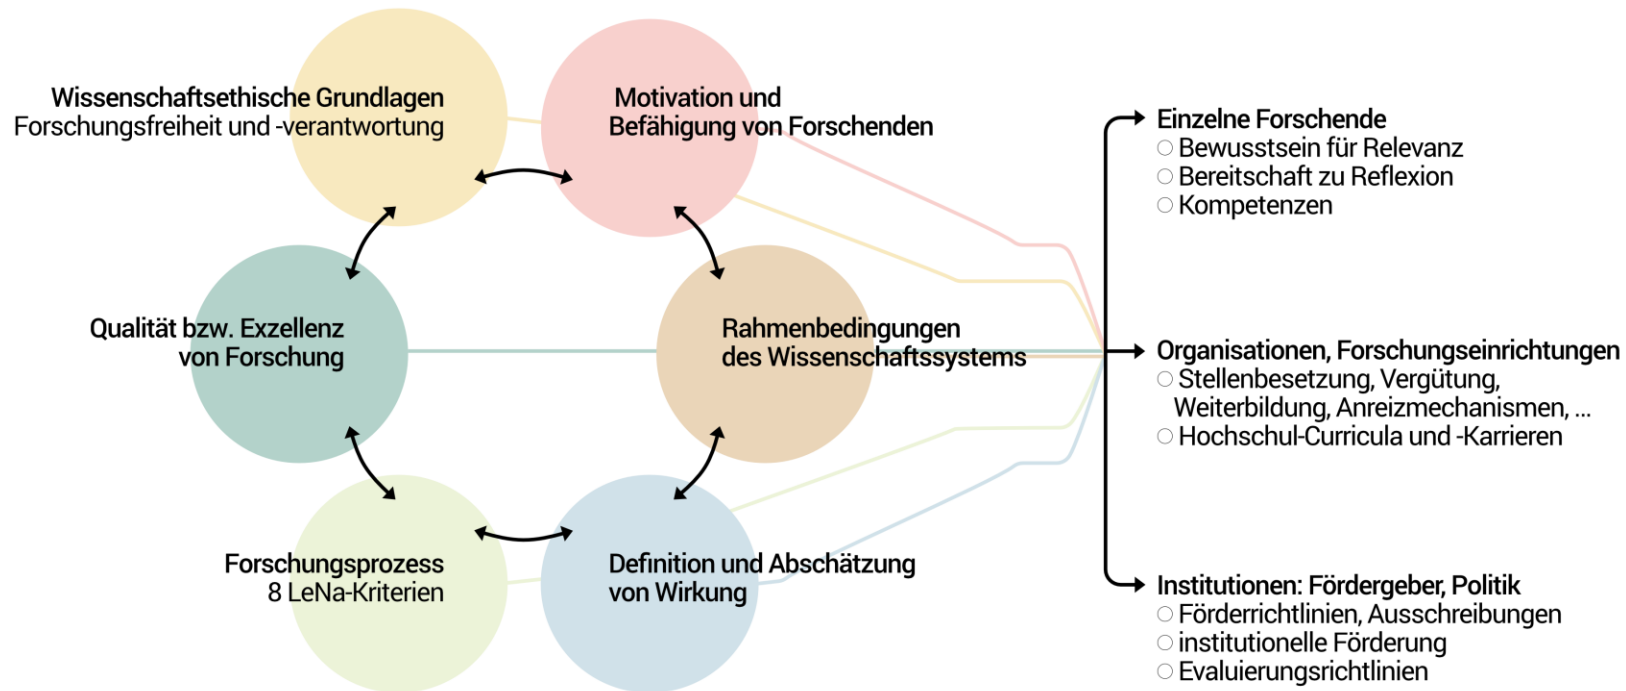 Wissenschaftsethische Grundlagen
Forschungsfreiheit und -verantwortung
Motivation und
Befähigung von Forschenden
Qualität bzw. Exzellenz
von Forschung
Rahmenbedingungen
des Wissenschaftssystems
Forschungsprozess
8 LeNa-Kriterien
Definition und Abschätzung
von Wirkung
Einzelne Forschende
Bewusstsein für Relevanz
Bereitschaft zu Reflexion
Kompetenzen
Organisationen, Forschungseinrichtungen
Stellenbesetzung, Vergütung,
Weiterbildung, Anreizmechanismen, ...
Hochschul-Curricula und -Karrieren
Institutionen: Fördergeber, Politik
Förderrichtlinien, Ausschreibungen
institutionelle Förderung
Evaluierungsrichtlinien